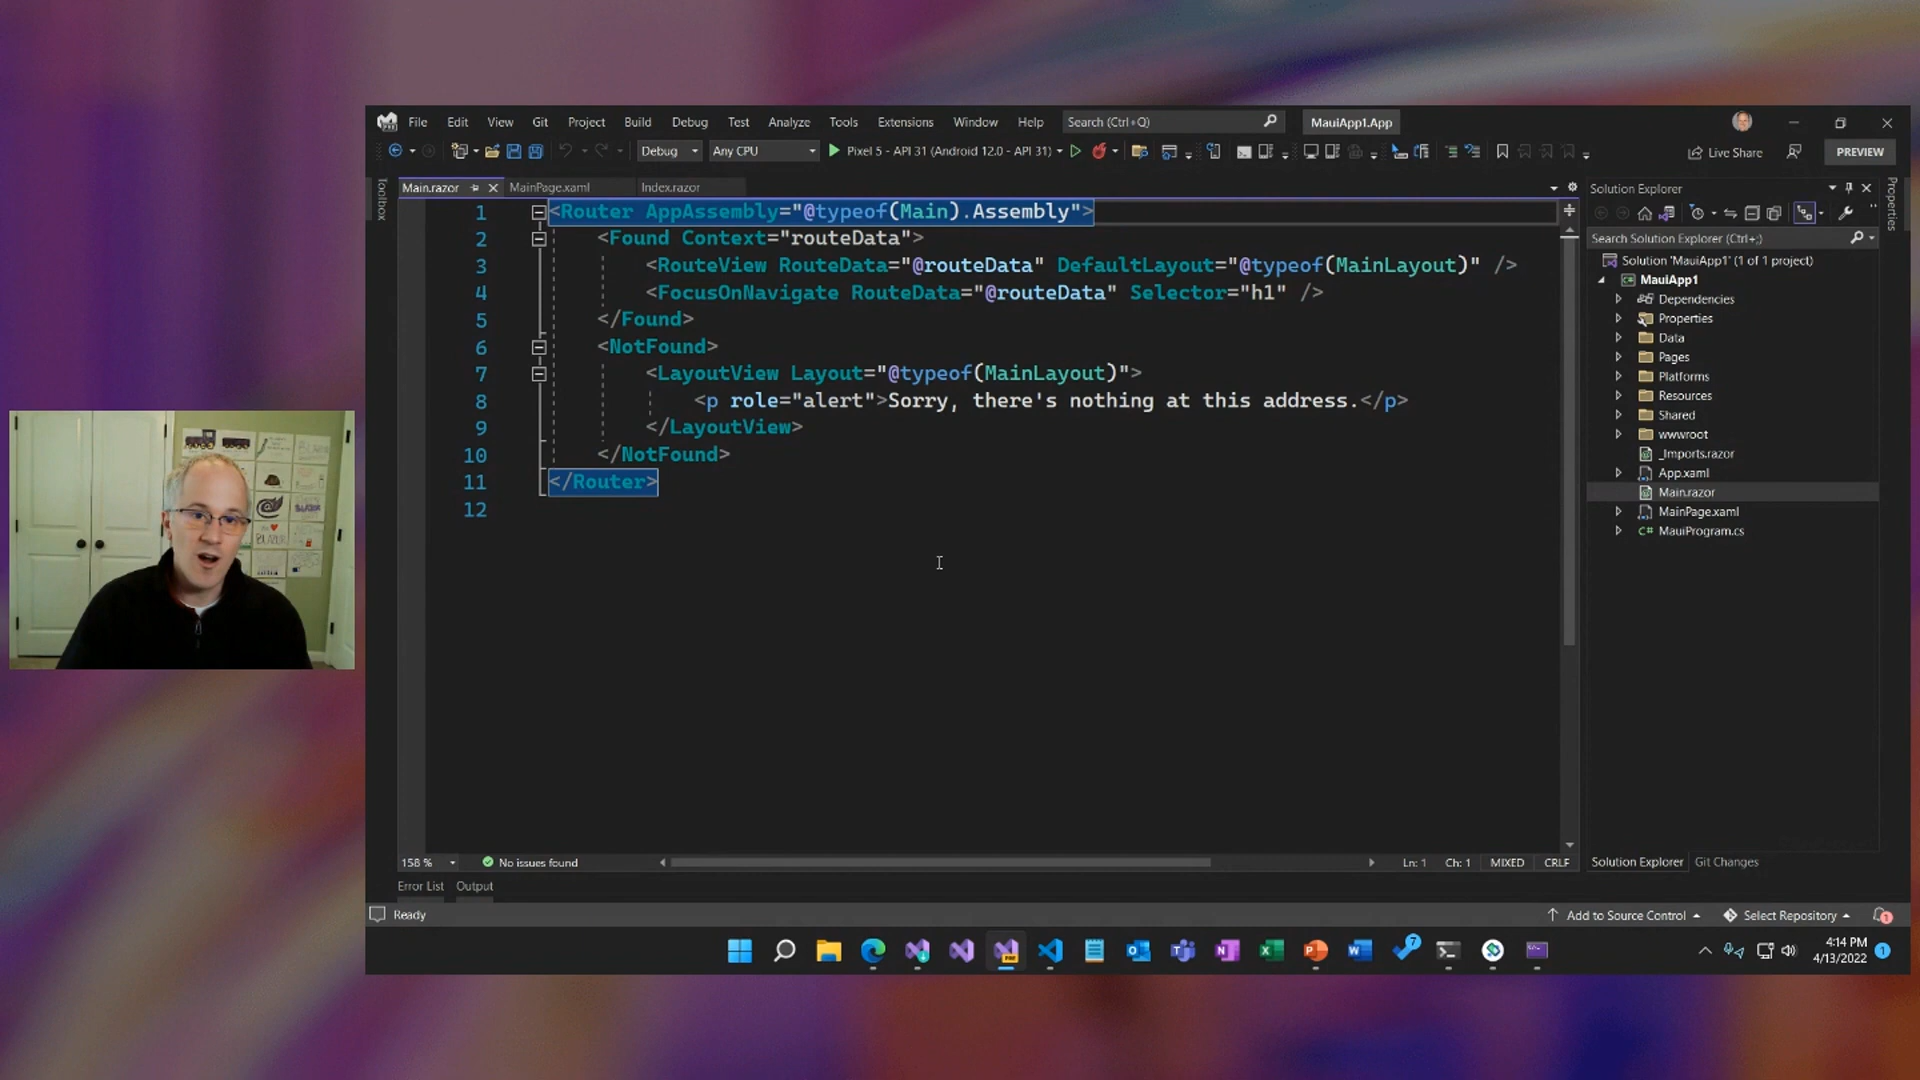 File Edit View Git Project Build Debug Test Analyze Tools Extensions Window Help Search (Ctrl+Q) MauiApp1.App
Debug Any CPU Pixel 5 - API 31 (Android 12.0 - API 31) Live Share PREVIEW
Toolbox
Main.razor MainPage.xaml Index.razor
1 <Router AppAssembly="@typeof(Main).Assembly">
2 <Found Context="routeData">
3 <RouteView RouteData="@routeData" DefaultLayout="@typeof(MainLayout)" />
4 <FocusOnNavigate RouteData="@routeData" Selector="h1" />
5 </Found>
6 <NotFound>
7 <LayoutView Layout="@typeof(MainLayout)">
8 <p role="alert">Sorry, there's nothing at this address.</p>
9 </LayoutView>
10 </NotFound>
11 </Router>
12
158 % No issues found Ln: 1 Ch: 1 MIXED CRLF
Solution Explorer
Search Solution Explorer (Ctrl+;)
Solution 'MauiApp1' (1 of 1 project)
MauiApp1
Dependencies
Properties
Data
Pages
Platforms
Resources
Shared
wwwroot
_Imports.razor
App.xaml
Main.razor
MainPage.xaml
C# MauiProgram.cs
Solution Explorer Git Changes
Properties
Error List Output
Ready Add to Source Control Select Repository 1
7
4:14 PM
4/13/2022
1
BLAZOR